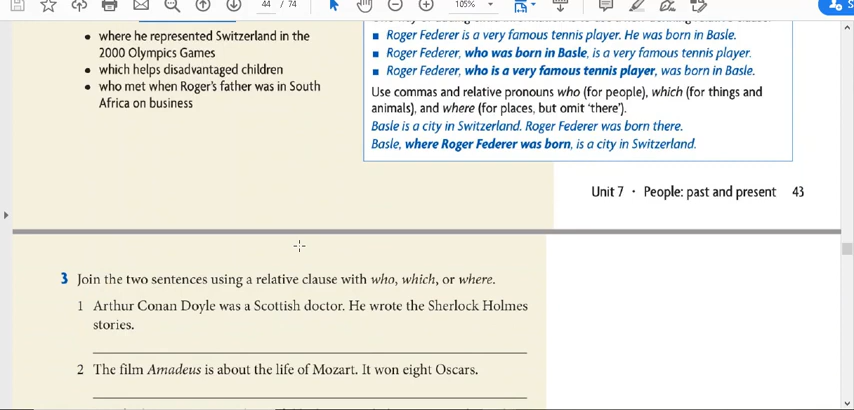 44 / 74
105%
where he represented Switzerland in the
2000 Olympics Games
which helps disadvantaged children
who met when Roger's father was in South
Africa on business
■ Roger Federer is a very famous tennis player. He was born in Basle.
■ Roger Federer, who was born in Basle, is a very famous tennis player.
■ Roger Federer, who is a very famous tennis player, was born in Basle.
Use commas and relative pronouns who (for people), which (for things and
animals), and where (for places, but omit 'there').
Basle is a city in Switzerland. Roger Federer was born there.
Basle, where Roger Federer was born, is a city in Switzerland.
Unit 7 • People: past and present 43
3 Join the two sentences using a relative clause with who, which, or where.
1 Arthur Conan Doyle was a Scottish doctor. He wrote the Sherlock Holmes
stories.
2 The film Amadeus is about the life of Mozart. It won eight Oscars.